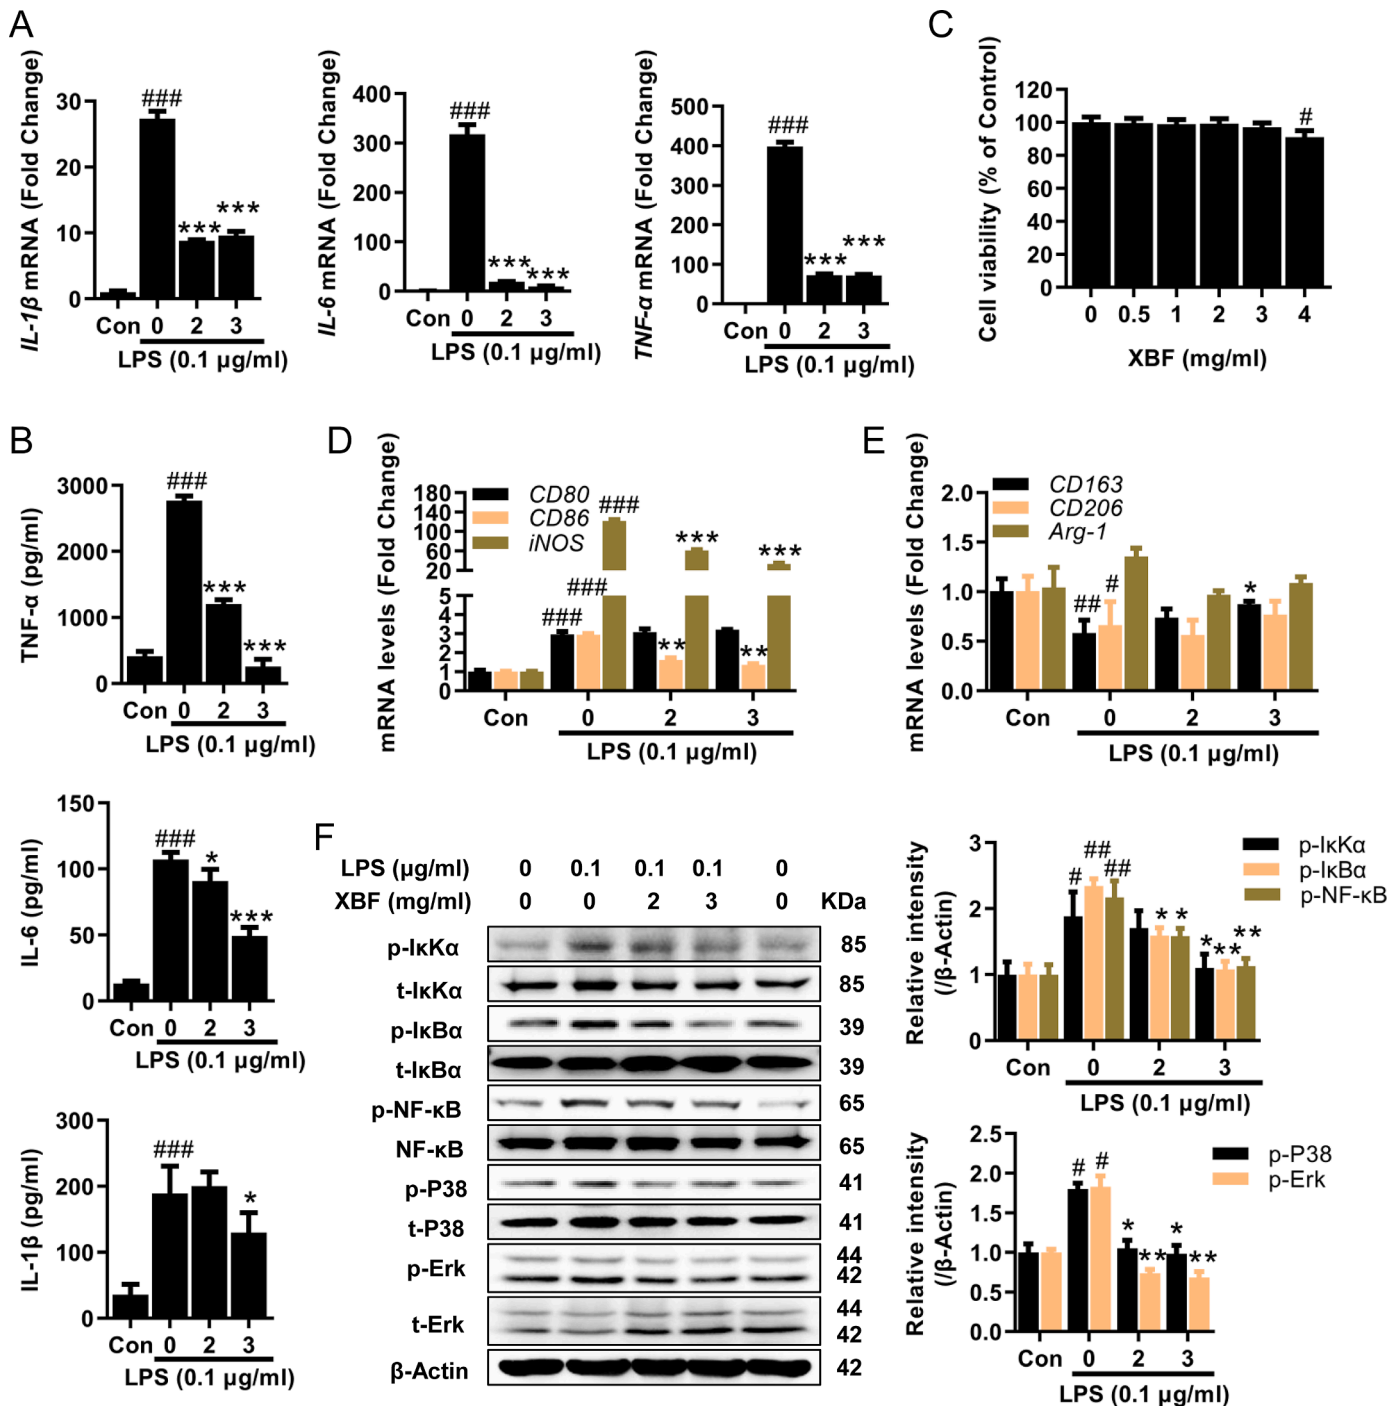 A
IL-1β mRNA (Fold Change)
30
20
10
0
###
***
***
Con 0 2 3
LPS (0.1 μg/ml)
IL-6 mRNA (Fold Change)
400
300
200
100
0
###
***
***
Con 0 2 3
LPS (0.1 μg/ml)
TNF-α mRNA (Fold Change)
500
400
300
200
100
0
###
***
***
Con 0 2 3
LPS (0.1 μg/ml)
C
Cell viability (% of Control)
120
100
80
60
40
20
0
#
0 0.5 1 2 3 4
XBF (mg/ml)
B
TNF-α (pg/ml)
3000
2000
1000
0
###
***
***
Con 0 2 3
LPS (0.1 μg/ml)
IL-6 (pg/ml)
150
100
50
0
###
*
***
Con 0 2 3
LPS (0.1 μg/ml)
IL-1β (pg/ml)
300
200
100
0
###
*
Con 0 2 3
LPS (0.1 μg/ml)
D
mRNA levels (Fold Change)
180
140
100
60
20
5
4
3
2
1
0
CD80
CD86
iNOS
###
###
###
**
***
**
***
Con 0 2 3
LPS (0.1 μg/ml)
E
mRNA levels (Fold Change)
2.0
1.5
1.0
0.5
0.0
CD163
CD206
Arg-1
##
#
*
Con 0 2 3
LPS (0.1 μg/ml)
F
LPS (μg/ml) 0 0.1 0.1 0.1 0
XBF (mg/ml) 0 0 2 3 0 KDa
p-IκKα 85
t-IκKα 85
p-IκBα 39
t-IκBα 39
p-NF-κB 65
NF-κB 65
p-P38 41
t-P38 41
p-Erk 44
42
t-Erk 44
42
β-Actin 42
Relative intensity
(/β-Actin)
3
2
1
0
p-IκKα
p-IκBα
p-NF-κB
#
##
##
*
*
*
**
**
Con 0 2 3
LPS (0.1 μg/ml)
Relative intensity
(/β-Actin)
2.5
2.0
1.5
1.0
0.5
0.0
p-P38
p-Erk
#
#
*
**
*
**
Con 0 2 3
LPS (0.1 μg/ml)